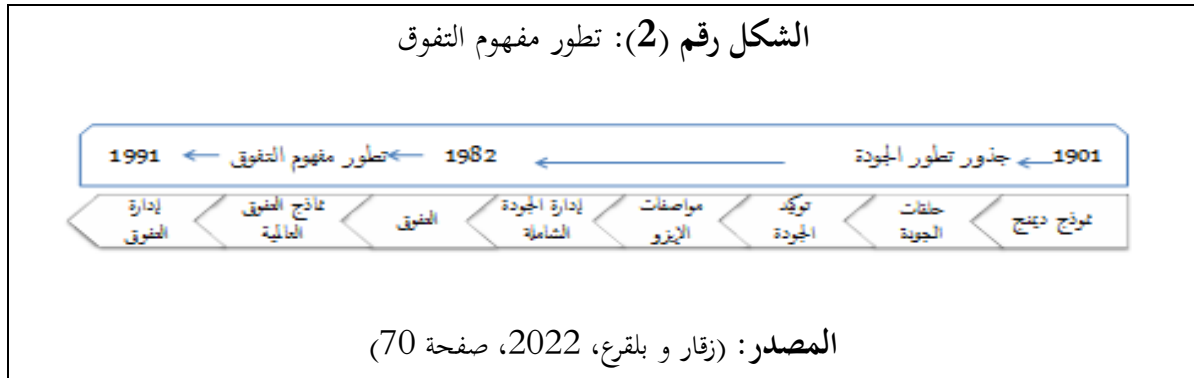 الشكل رقم (2): تطور مفهوم التفوق
1901 ← جذور تطور الجودة ← 1982 ← تطور مفهوم التفوق ← 1991
نموذج ديمنج
حلقات
الجودة
توكيد
الجودة
مواصفات
الايزو
إدارة الجودة
الشاملة
التفوق
نماذج التفوق
العالمية
إدارة
التفوق
المصدر: (زقار و بلقرع، 2022، صفحة 70)